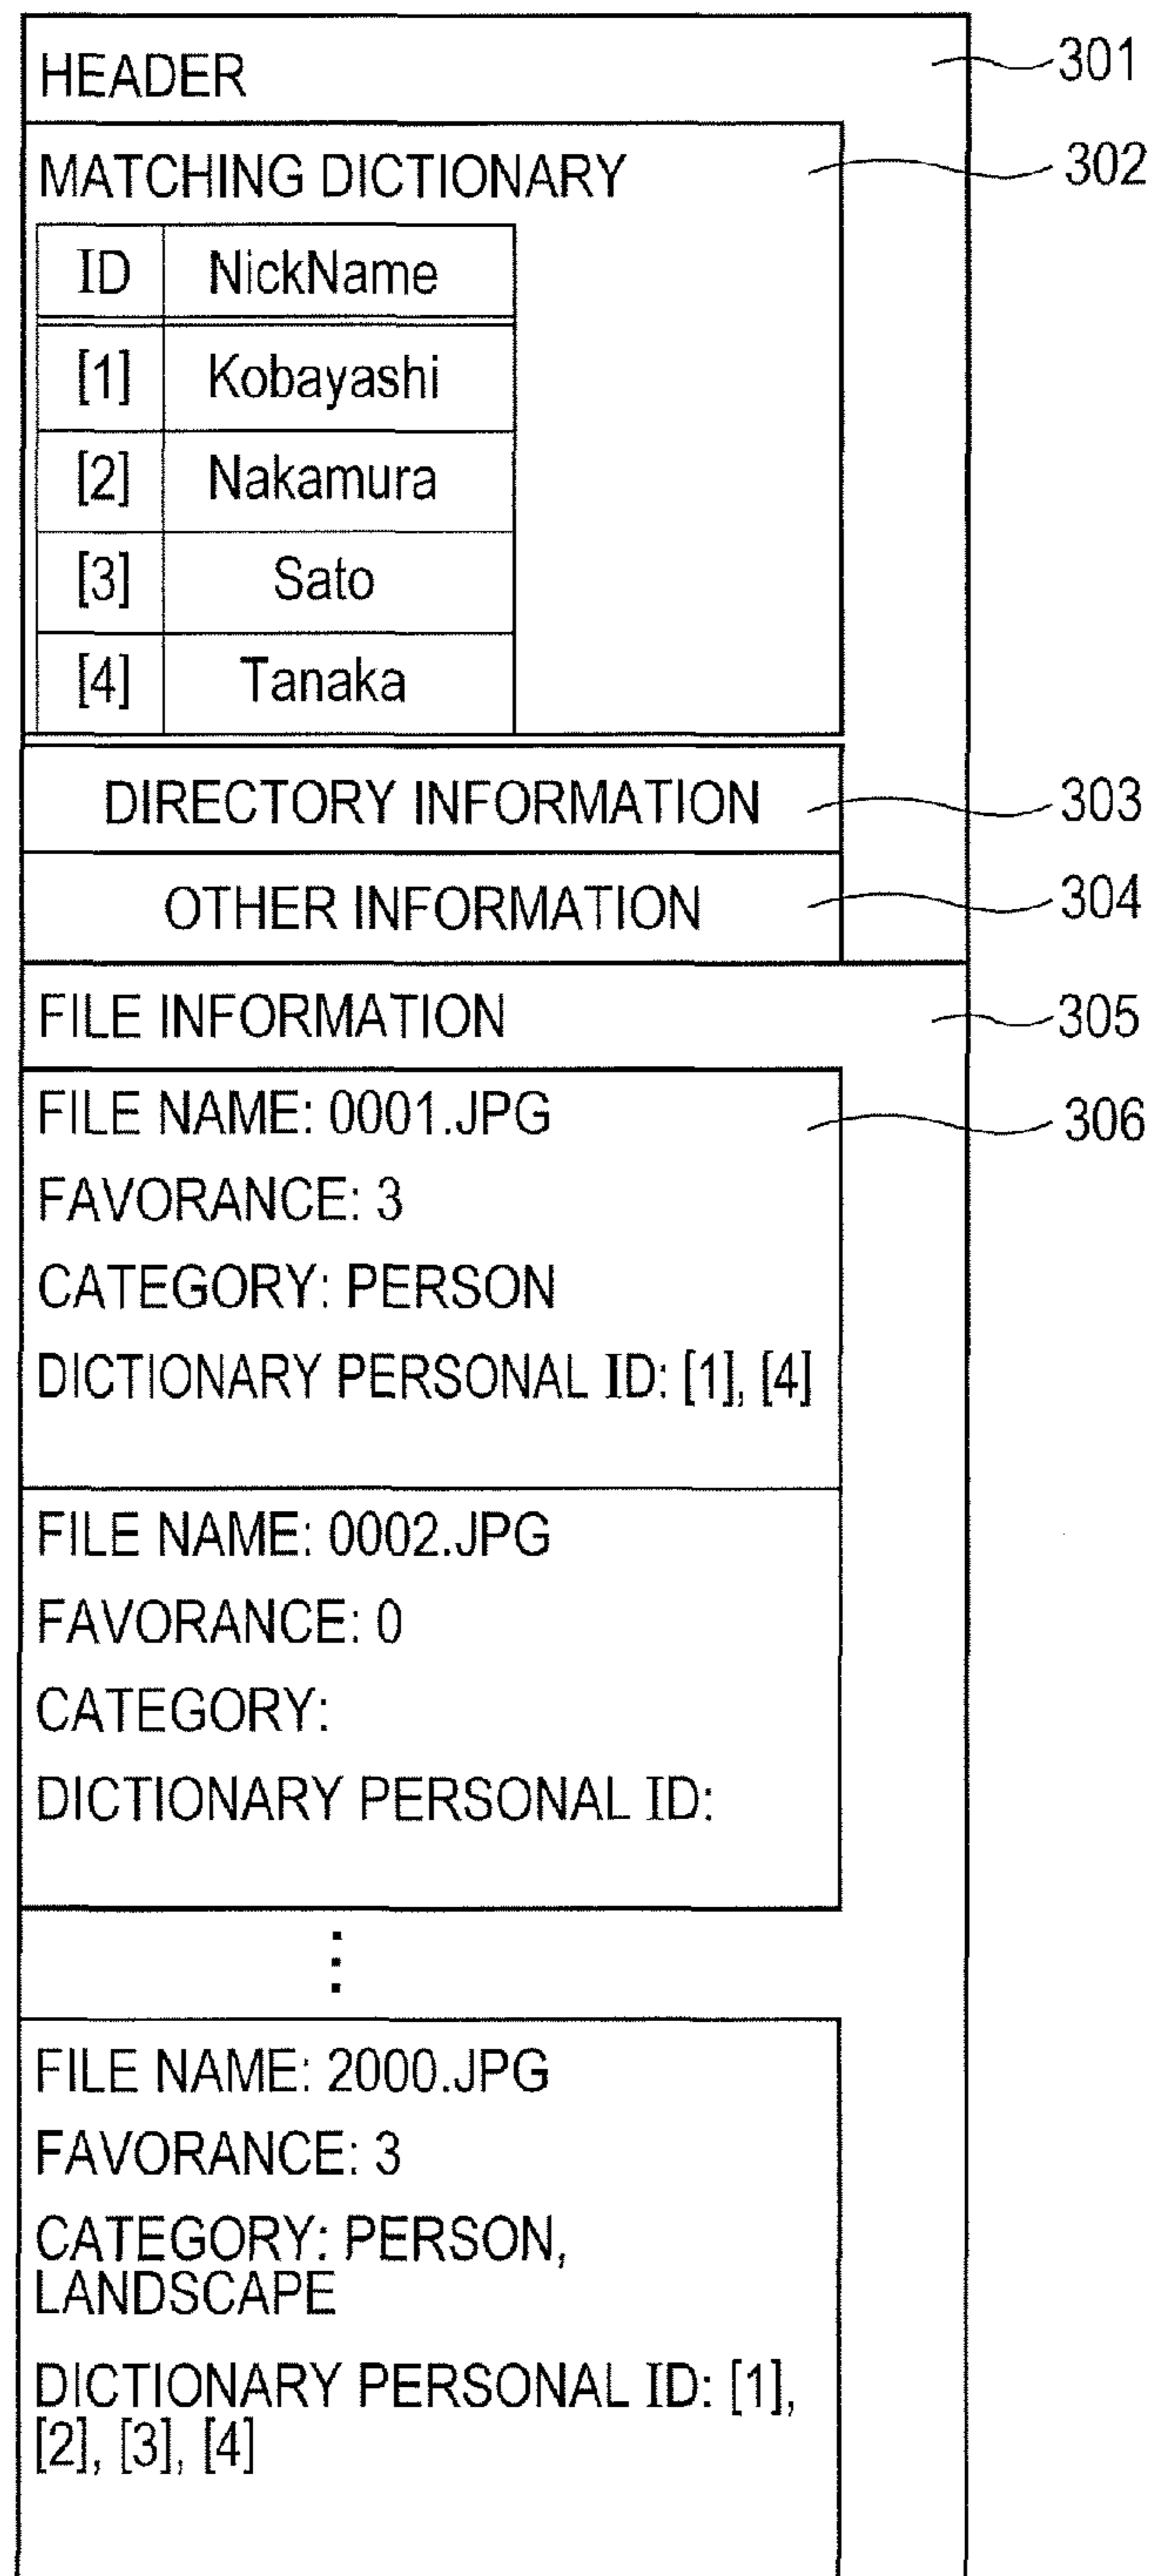 HEADER 301
MATCHING DICTIONARY 302
ID NickName
[1] Kobayashi
[2] Nakamura
[3] Sato
[4] Tanaka
DIRECTORY INFORMATION 303
OTHER INFORMATION 304
FILE INFORMATION 305
FILE NAME: 0001.JPG 306
FAVORANCE: 3
CATEGORY: PERSON
DICTIONARY PERSONAL ID: [1], [4]
FILE NAME: 0002.JPG
FAVORANCE: 0
CATEGORY:
DICTIONARY PERSONAL ID:
⋮
FILE NAME: 2000.JPG
FAVORANCE: 3
CATEGORY: PERSON,
LANDSCAPE
DICTIONARY PERSONAL ID: [1],
[2], [3], [4]